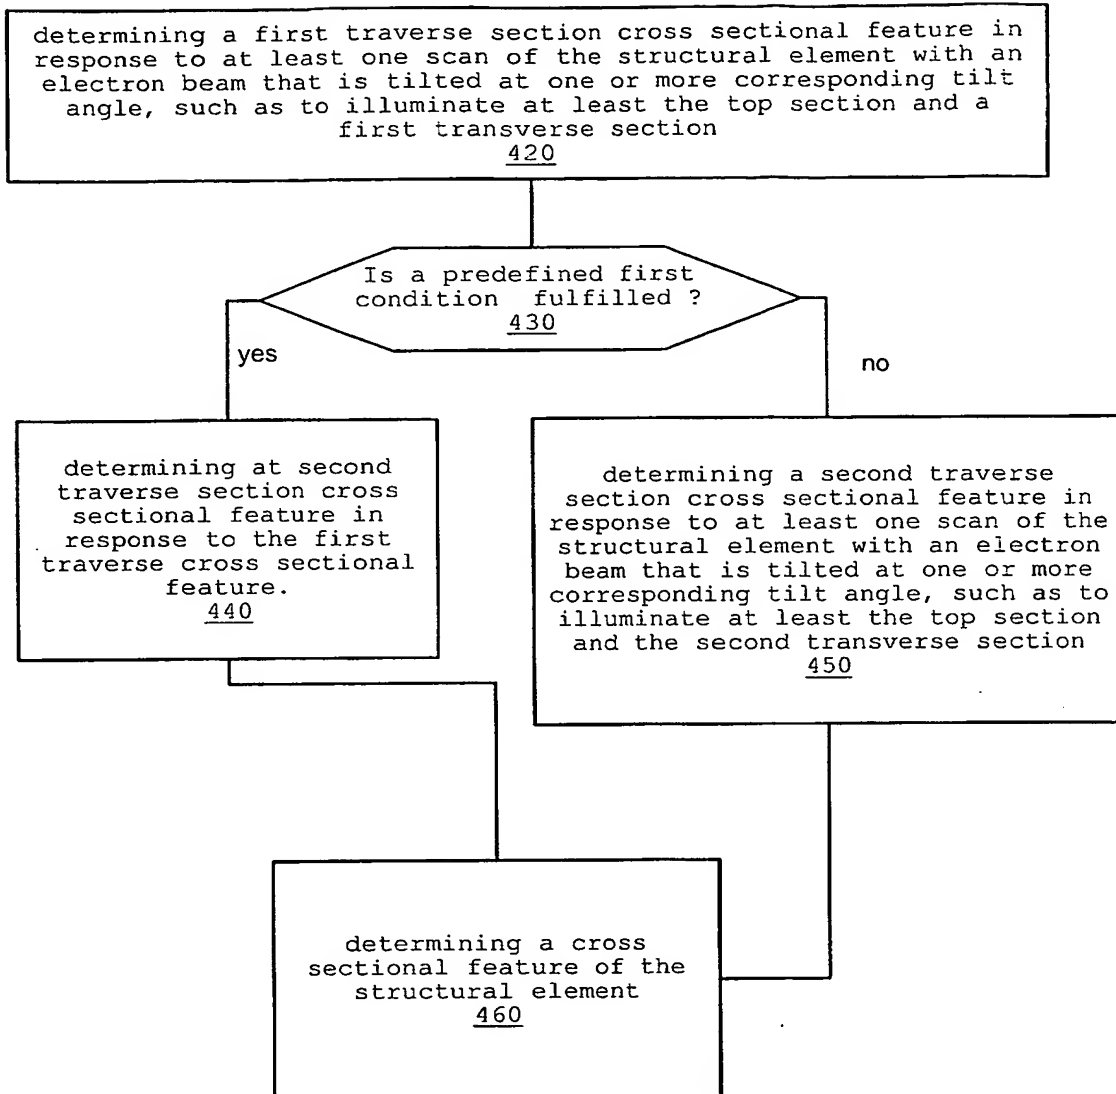 determining a first traverse section cross sectional feature in
response to at least one scan of the structural element with an
electron beam that is tilted at one or more corresponding tilt
angle, such as to illuminate at least the top section and a
first transverse section
420
Is a predefined first
condition fulfilled ?
430
yes
no
determining at second
traverse section cross
sectional feature in
response to the first
traverse cross sectional
feature.
440
determining a second traverse
section cross sectional feature in
response to at least one scan of the
structural element with an electron
beam that is tilted at one or more
corresponding tilt angle, such as to
illuminate at least the top section
and the second transverse section
450
determining a cross
sectional feature of the
structural element
460